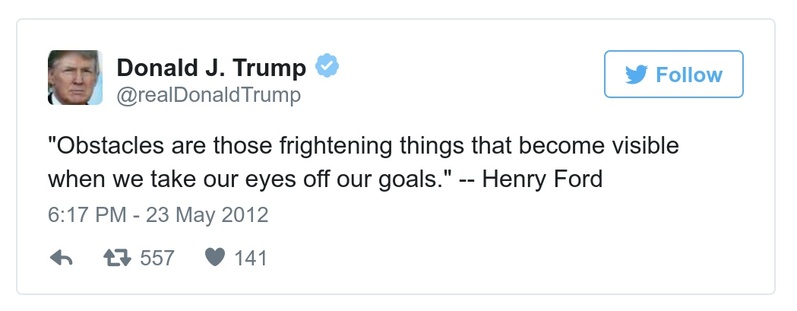 Donald J. Trump
@realDonaldTrump
Follow
"Obstacles are those frightening things that become visible
when we take our eyes off our goals." -- Henry Ford
6:17 PM - 23 May 2012
557 141